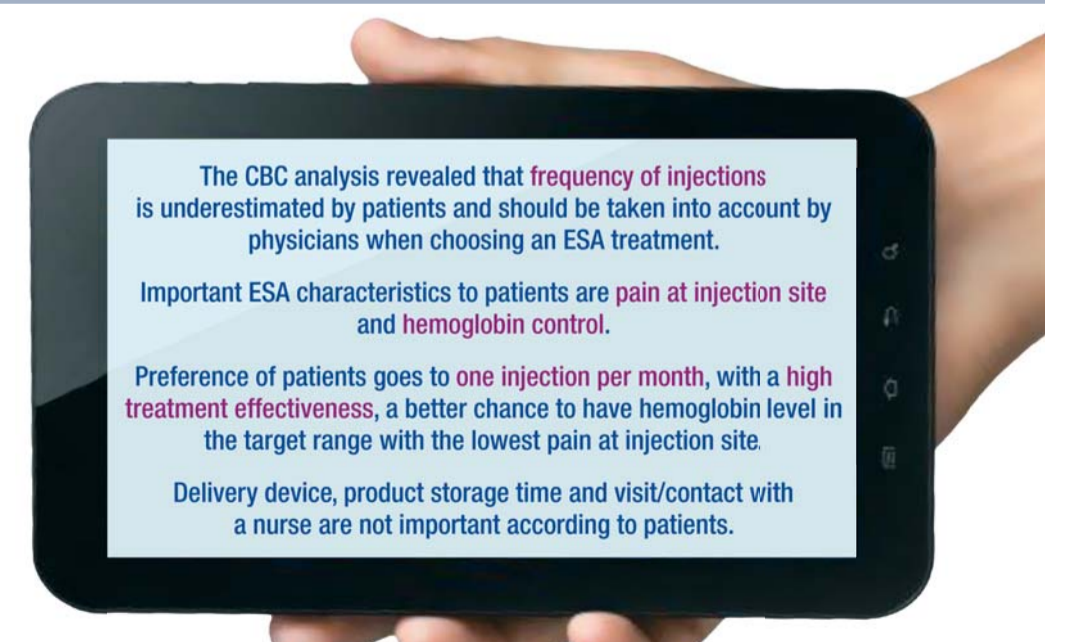 The CBC analysis revealed that frequency of injections
is underestimated by patients and should be taken into account by
physicians when choosing an ESA treatment.
Important ESA characteristics to patients are pain at injection site
and hemoglobin control.
Preference of patients goes to one injection per month, with a high
treatment effectiveness, a better chance to have hemoglobin level in
the target range with the lowest pain at injection site.
Delivery device, product storage time and visit/contact with
a nurse are not important according to patients.